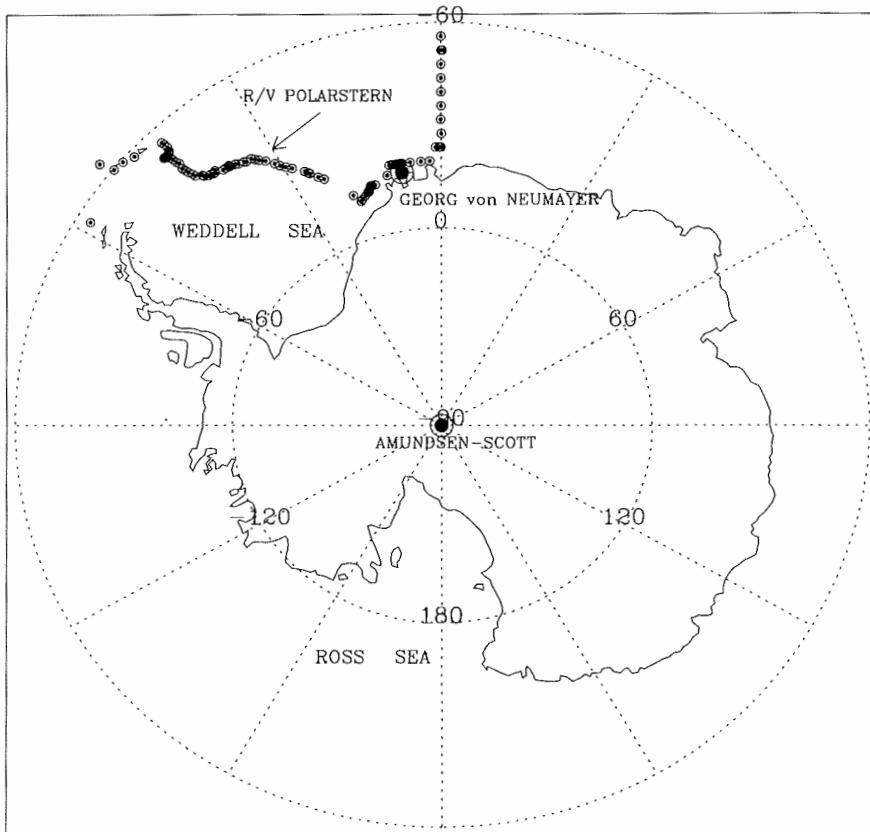 -60
R/V POLARSTERN
GEORG von NEUMAYER
0
WEDDELL SEA
-60
60
-90
AMUNDSEN-SCOTT
-120
120
180
ROSS SEA